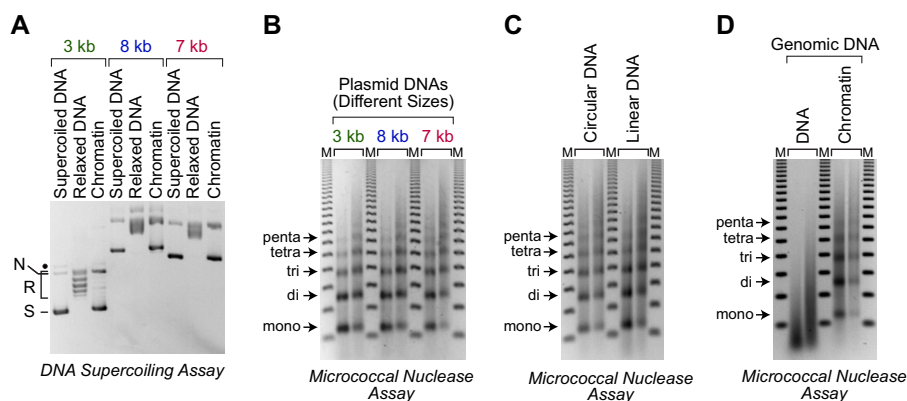 A
3 kb 8 kb 7 kb
Supercoiled DNA
Relaxed DNA
Chromatin
Supercoiled DNA
Relaxed DNA
Chromatin
Supercoiled DNA
Relaxed DNA
Chromatin
N
R
S
DNA Supercoiling Assay
B
Plasmid DNAs
(Different Sizes)
3 kb 8 kb 7 kb
M M M M
penta
tetra
tri
di
mono
Micrococcal Nuclease
Assay
C
Circular DNA
Linear DNA
M M M
penta
tetra
tri
di
mono
Micrococcal Nuclease
Assay
D
Genomic DNA
DNA
Chromatin
M M M
penta
tetra
tri
di
mono
Micrococcal Nuclease
Assay